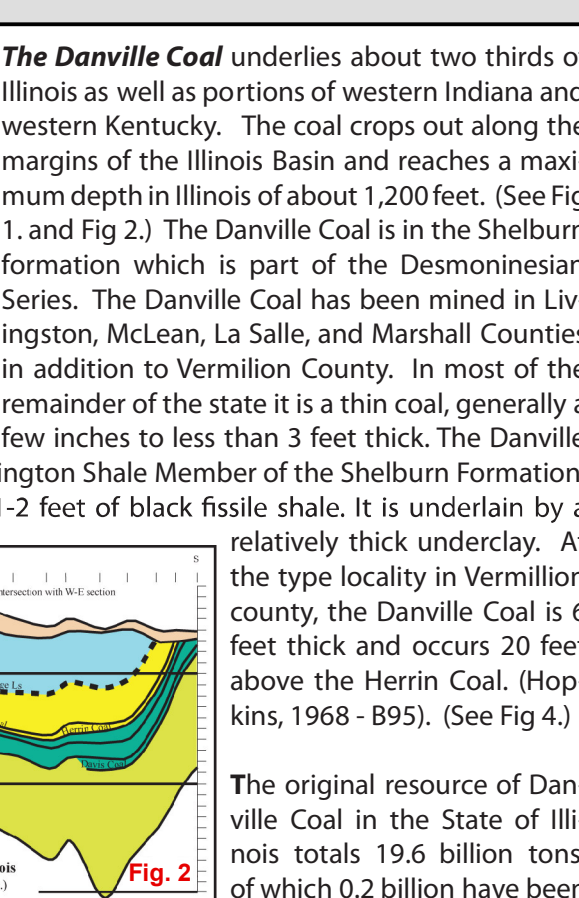 The Danville Coal underlies about two thirds of
Illinois as well as portions of western Indiana and
western Kentucky. The coal crops out along the
margins of the Illinois Basin and reaches a maxi-
mum depth in Illinois of about 1,200 feet. (See Fig
1. and Fig 2.) The Danville Coal is in the Shelburn
formation which is part of the Desmoninesian
Series. The Danville Coal has been mined in Liv-
ingston, McLean, La Salle, and Marshall Counties
in addition to Vermilion County. In most of the
remainder of the state it is a thin coal, generally a
few inches to less than 3 feet thick. The Danville
ington Shale Member of the Shelburn Formation
1-2 feet of black fissile shale. It is underlain by a
relatively thick underclay. At
the type locality in Vermillion
county, the Danville Coal is 6
feet thick and occurs 20 feet
above the Herrin Coal. (Hop-
kins, 1968 - B95). (See Fig 4.)
The original resource of Dan-
ville Coal in the State of Illi-
nois totals 19.6 billion tons,
of which 0.2 billion have been
S
ntersection with W-E section
Ls
Herrin Coal
Davis Coal
ois
Fig. 2
.)